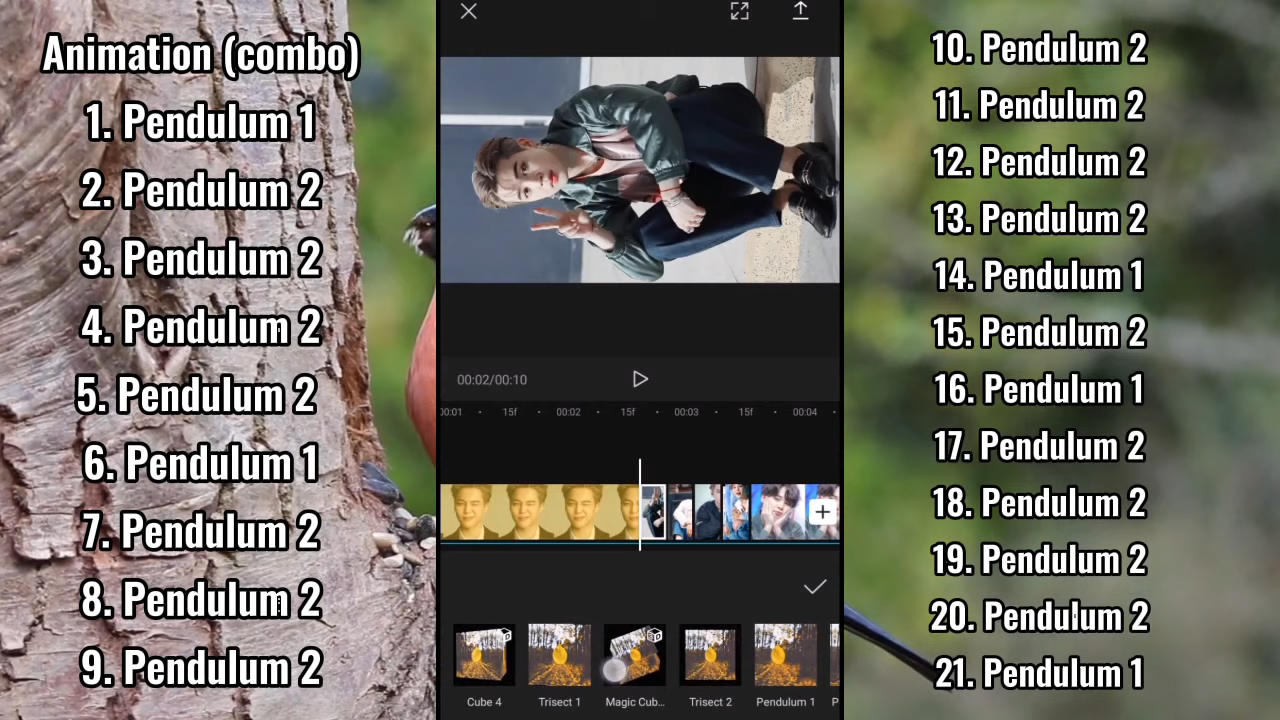 Animation (combo)
1. Pendulum 1
2. Pendulum 2
3. Pendulum 2
4. Pendulum 2
5. Pendulum 2
6. Pendulum 1
7. Pendulum 2
8. Pendulum 2
9. Pendulum 2
00:02/00:10
00:01 15f 00:02 15f 00:03 15f 00:04
Cube 4 Trisect 1 Magic Cub... Trisect 2 Pendulum 1 P
10. Pendulum 2
11. Pendulum 2
12. Pendulum 2
13. Pendulum 2
14. Pendulum 1
15. Pendulum 2
16. Pendulum 1
17. Pendulum 2
18. Pendulum 2
19. Pendulum 2
20. Pendulum 2
21. Pendulum 1